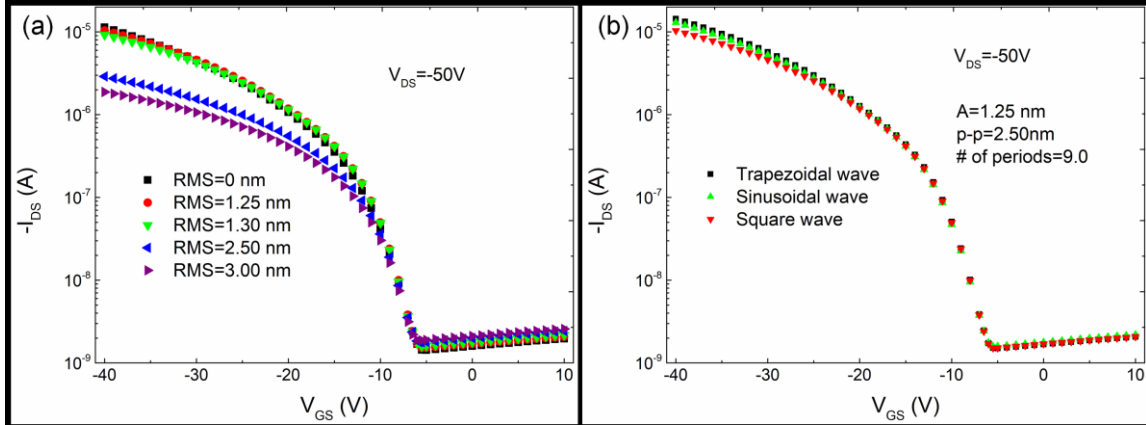 (a)
V_DS=-50V
RMS=0 nm
RMS=1.25 nm
RMS=1.30 nm
RMS=2.50 nm
RMS=3.00 nm
-I_DS (A)
10^-5
10^-6
10^-7
10^-8
10^-9
-40 -30 -20 -10 0 10
V_GS (V)
(b)
V_DS=-50V
A=1.25 nm
p-p=2.50nm
# of periods=9.0
Trapezoidal wave
Sinusoidal wave
Square wave
-I_DS (A)
10^-5
10^-6
10^-7
10^-8
10^-9
-40 -30 -20 -10 0 10
V_GS (V)